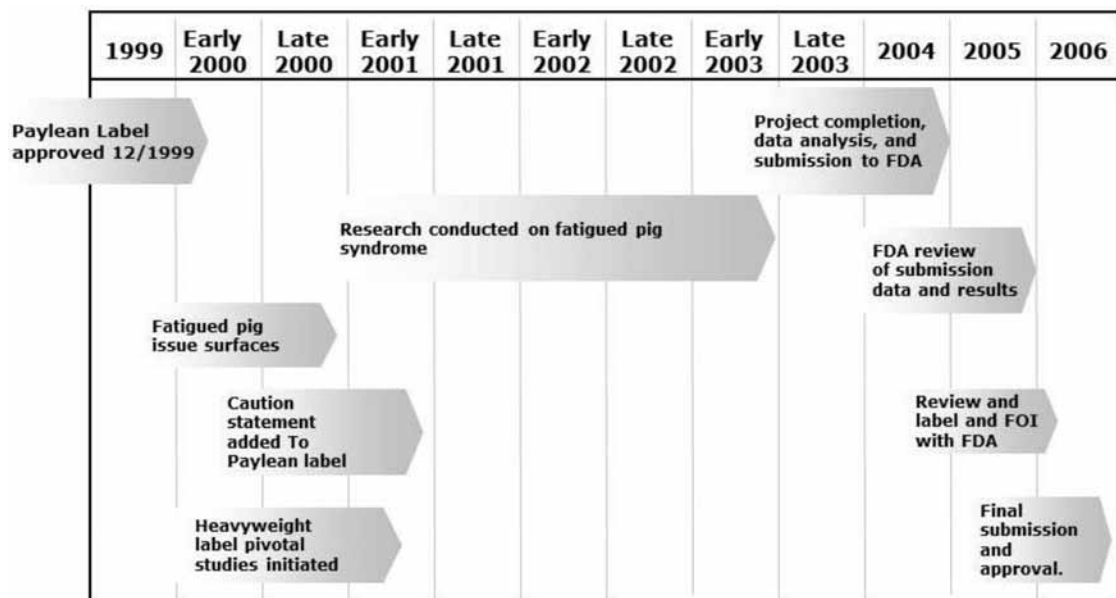 1999
Early
2000
Late
2000
Early
2001
Late
2001
Early
2002
Late
2002
Early
2003
Late
2003
2004
2005
2006
Paylean Label
approved 12/1999
Project completion,
data analysis, and
submission to FDA
Research conducted on fatigued pig
syndrome
FDA review
of submission
data and results
Fatigued pig
issue surfaces
Caution
statement
added To
Paylean label
Review and
label and FOI
with FDA
Heavyweight
label pivotal
studies initiated
Final
submission
and
approval.